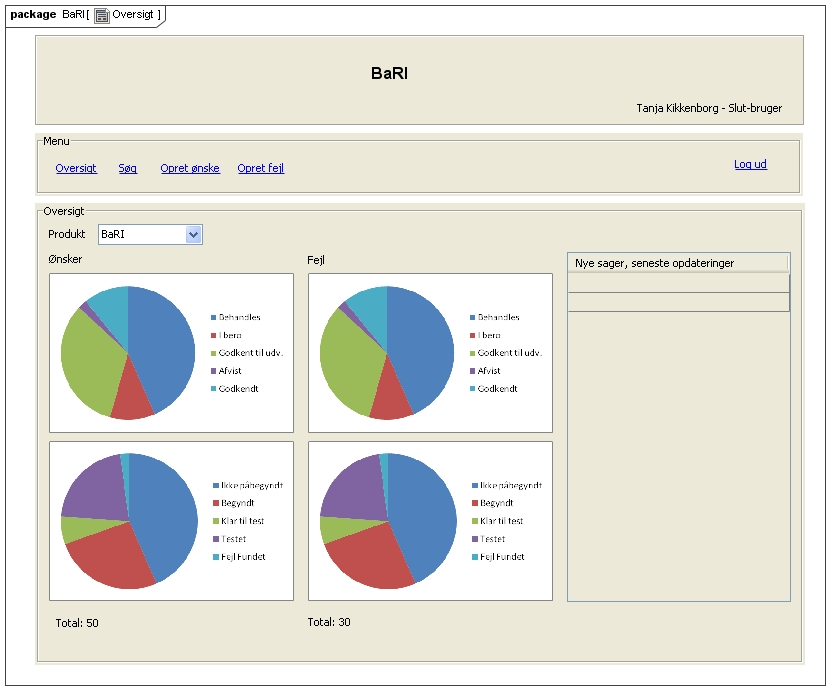 package BaRI[ Oversigt ]
BaRI
Tanja Kikkenborg - Slut-bruger
Menu
Oversigt Søg Opret ønske Opret fejl Log ud
Oversigt
Produkt BaRI
Ønsker
Fejl
Nye sager, seneste opdateringer
Behandles
I bero
Godkent til udv.
Afvist
Godkendt
Behandles
I bero
Godkent til udv.
Afvist
Godkendt
Ikke påbegyndt
Begyndt
Klar til test
Testet
Fejl Fundet
Ikke påbegyndt
Begyndt
Klar til test
Testet
Fejl Fundet
Total: 50
Total: 30